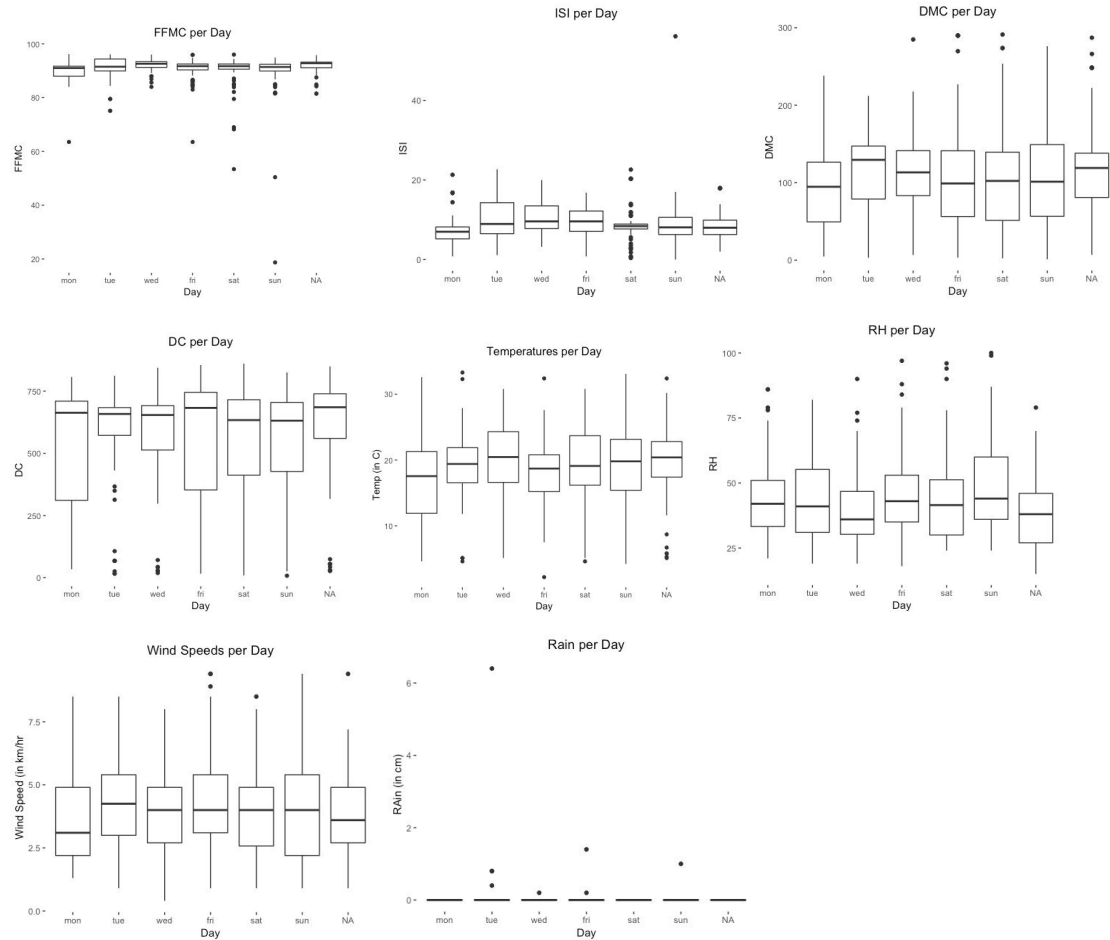 FFMC per Day
FFMC
100
80
60
40
20
mon tue wed fri sat sun NA
Day
ISI per Day
ISI
40
20
0
mon tue wed fri sat sun NA
Day
DMC per Day
DMC
300
200
100
0
mon tue wed fri sat sun NA
Day
DC per Day
DC
750
500
250
0
mon tue wed fri sat sun NA
Day
Temperatures per Day
Temp (in C)
30
20
10
mon tue wed fri sat sun NA
Day
RH per Day
RH
100
75
50
25
mon tue wed fri sat sun NA
Day
Wind Speeds per Day
Wind Speed (in km/hr
7.5
5.0
2.5
0.0
mon tue wed fri sat sun NA
Day
Rain per Day
RAin (in cm)
6
4
2
0
mon tue wed fri sat sun NA
Day